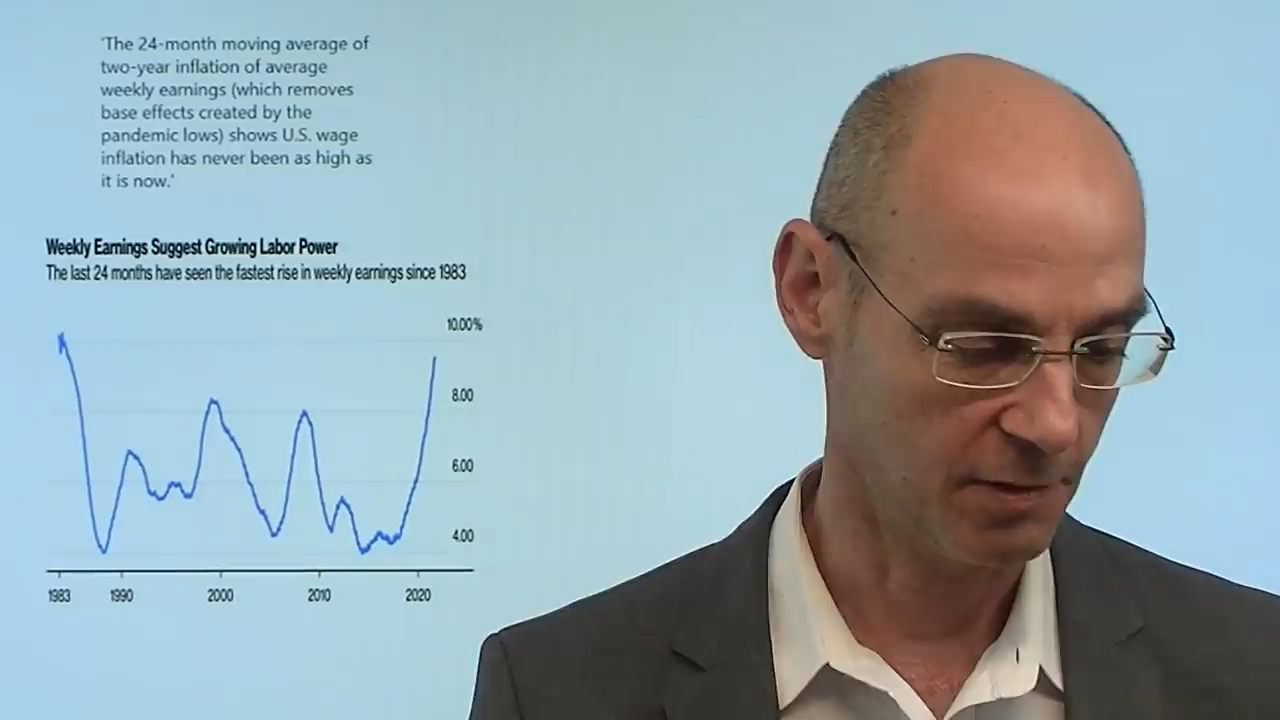 'The 24-month moving average of
two-year inflation of average
weekly earnings (which removes
base effects created by the
pandemic lows) shows U.S. wage
inflation has never been as high as
it is now.'
Weekly Earnings Suggest Growing Labor Power
The last 24 months have seen the fastest rise in weekly earnings since 1983
10.00%
8.00
6.00
4.00
1983 1990 2000 2010 2020